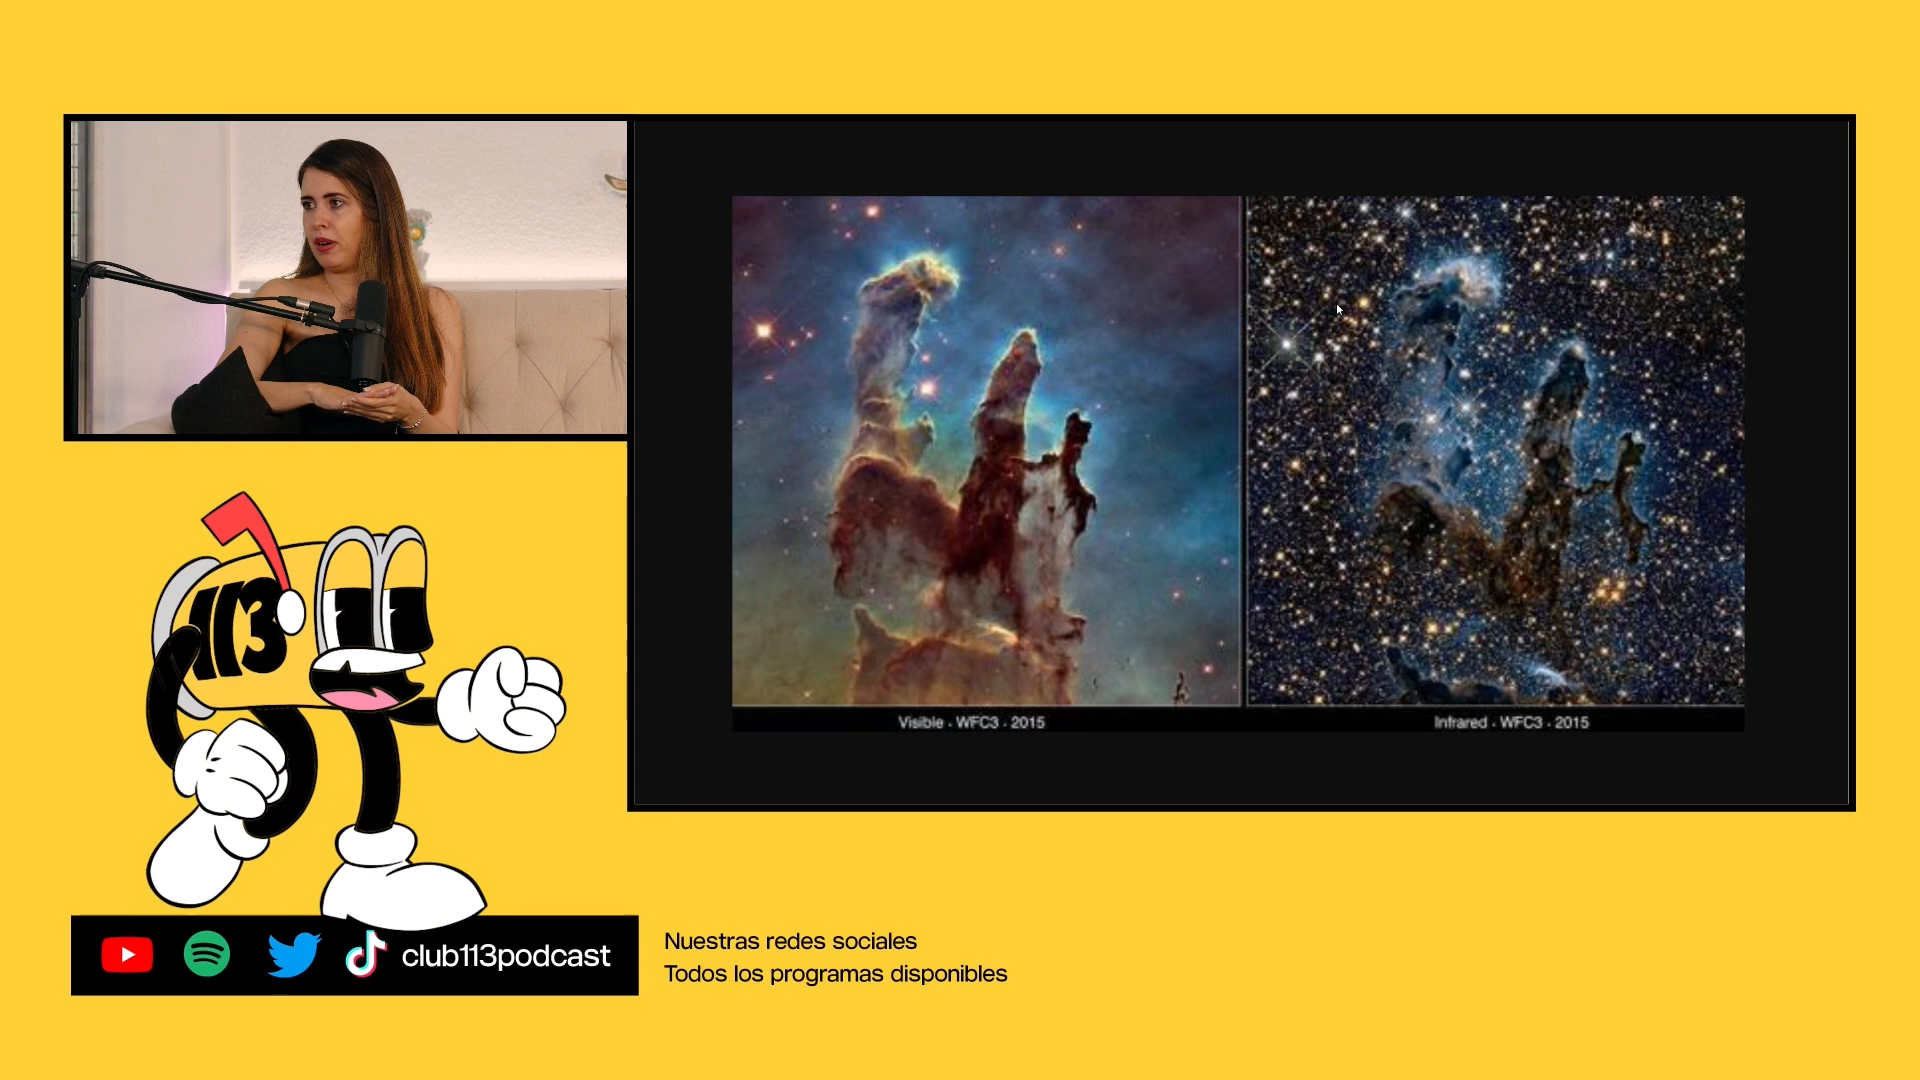 Visible · WFC3 · 2015
Infrared · WFC3 · 2015
113
club113podcast
Nuestras redes sociales
Todos los programas disponibles